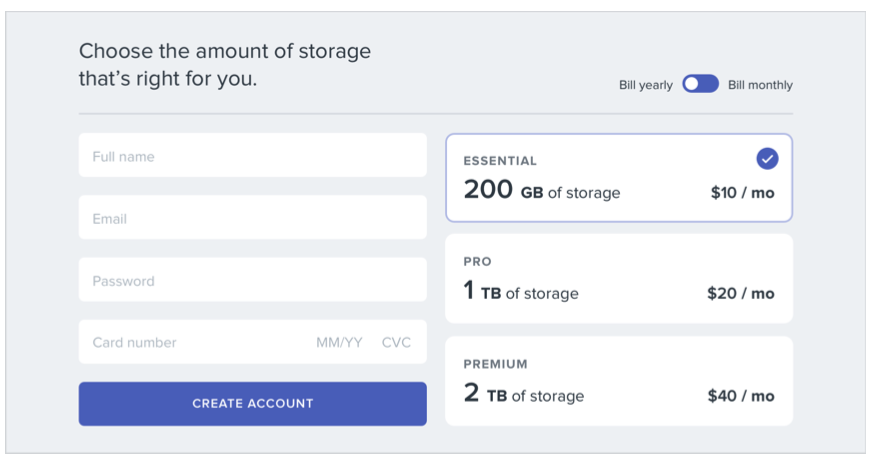 Choose the amount of storage
that’s right for you.
Bill yearly
Bill monthly
Full name
Email
Password
Card number MM/YY CVC
CREATE ACCOUNT
ESSENTIAL
200 GB of storage $10 / mo
PRO
1 TB of storage $20 / mo
PREMIUM
2 TB of storage $40 / mo